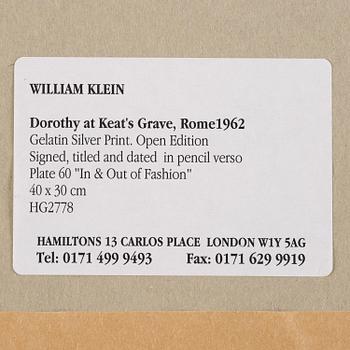 WILLIAM KLEIN
Dorothy at Keat's Grave, Rome1962
Gelatin Silver Print. Open Edition
Signed, titled and dated in pencil verso
Plate 60 "In & Out of Fashion"
40 x 30 cm
HG2778
HAMILTONS 13 CARLOS PLACE LONDON W1Y 5AG
Tel: 0171 499 9493 Fax: 0171 629 9919